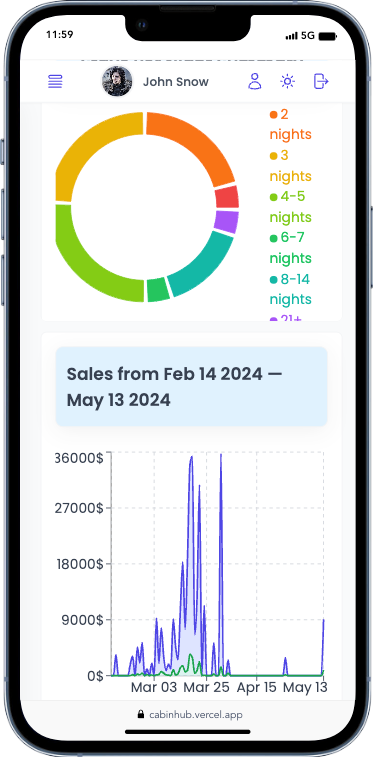 11:59
5G
John Snow
2
nights
3
nights
4-5
nights
6-7
nights
8-14
nights
21+
Sales from Feb 14 2024 —
May 13 2024
36000$
27000$
18000$
9000$
0$
Mar 03 Mar 25 Apr 15 May 13
cabinhub.vercel.app